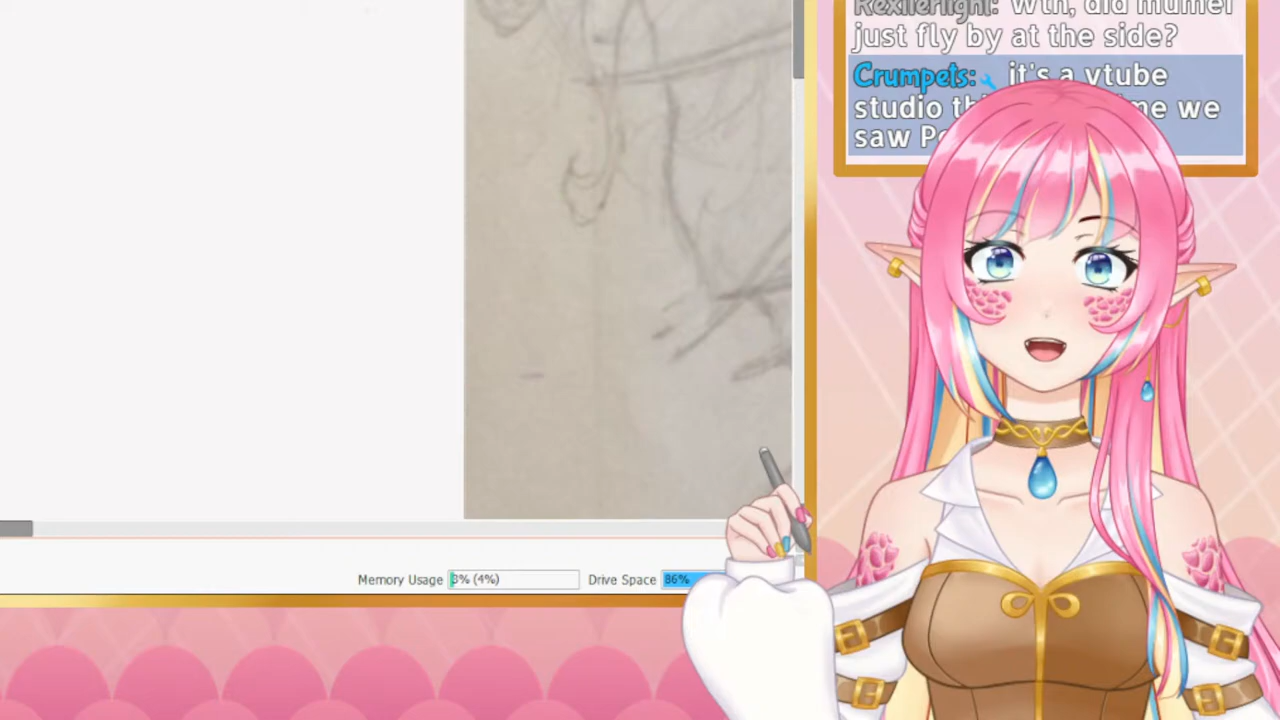 Rexilerlight: Wth, did mumei
just fly by at the side?
Crumpets: it's a vtube
studio me we
saw
Memory Usage 3% (4%) Drive Space 86%